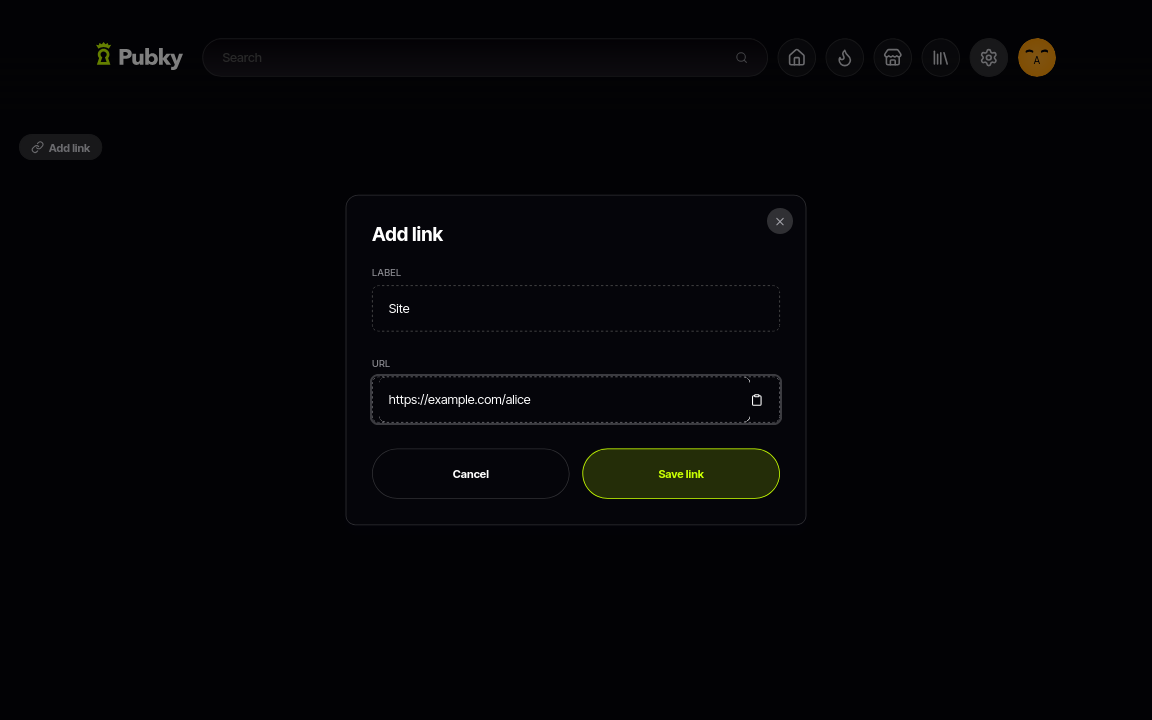 Pubky
Search
A
Add link
Add link
LABEL
Site
URL
https://example.com/alice
Cancel
Save link